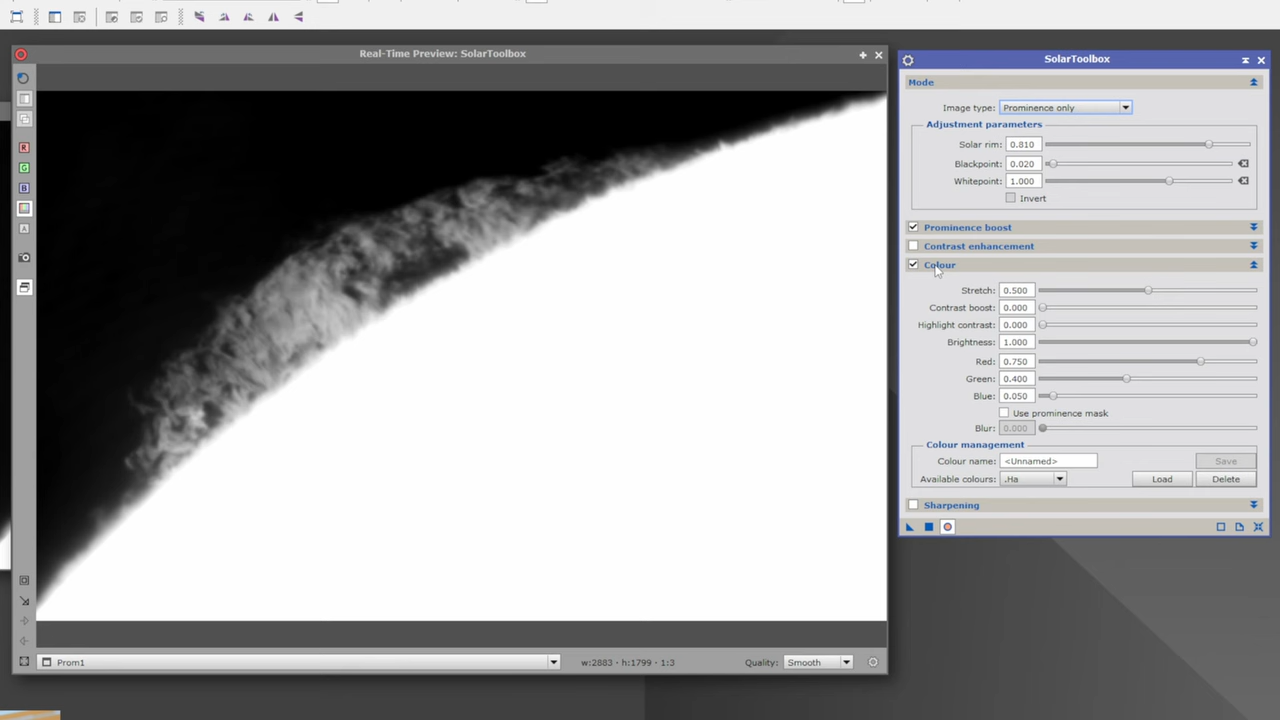 Real-Time Preview: SolarToolbox
R
G
B
A
Prom1
w:2883 · h:1799 · 1:3
Quality: Smooth
SolarToolbox
Mode
Image type: Prominence only
Adjustment parameters
Solar rim: 0.810
Blackpoint: 0.020
Whitepoint: 1.000
Invert
Prominence boost
Contrast enhancement
Colour
Stretch: 0.500
Contrast boost: 0.000
Highlight contrast: 0.000
Brightness: 1.000
Red: 0.750
Green: 0.400
Blue: 0.050
Use prominence mask
Blur: 0.000
Colour management
Colour name: <Unnamed> Save
Available colours: .Ha Load Delete
Sharpening